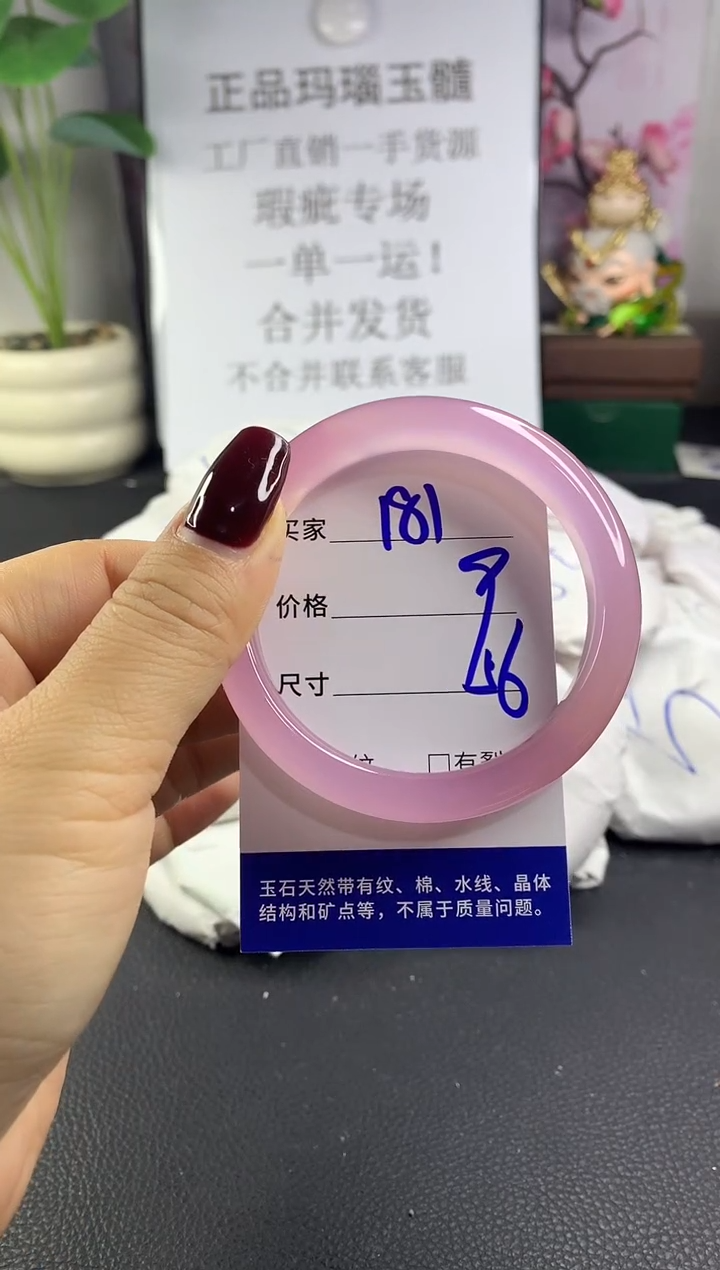 正品玛瑙玉髓
工厂直销一手货源
瑕疵专场
一单一运！
合并发货
不合并联系客服
买家 181
价格
尺寸 56
纹 □有裂
玉石天然带有纹、棉、水线、晶体
结构和矿点等，不属于质量问题。